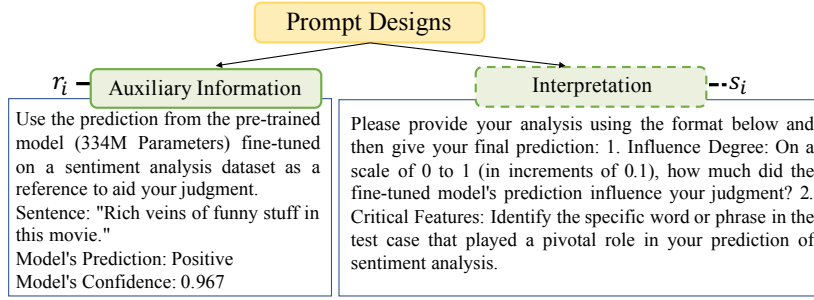 Prompt Designs
r_i
Auxiliary Information
Use the prediction from the pre-trained
model (334M Parameters) fine-tuned
on a sentiment analysis dataset as a
reference to aid your judgment.
Sentence: "Rich veins of funny stuff in
this movie."
Model's Prediction: Positive
Model's Confidence: 0.967
Interpretation
s_i
Please provide your analysis using the format below and
then give your final prediction: 1. Influence Degree: On a
scale of 0 to 1 (in increments of 0.1), how much did the
fine-tuned model's prediction influence your judgment? 2.
Critical Features: Identify the specific word or phrase in the
test case that played a pivotal role in your prediction of
sentiment analysis.